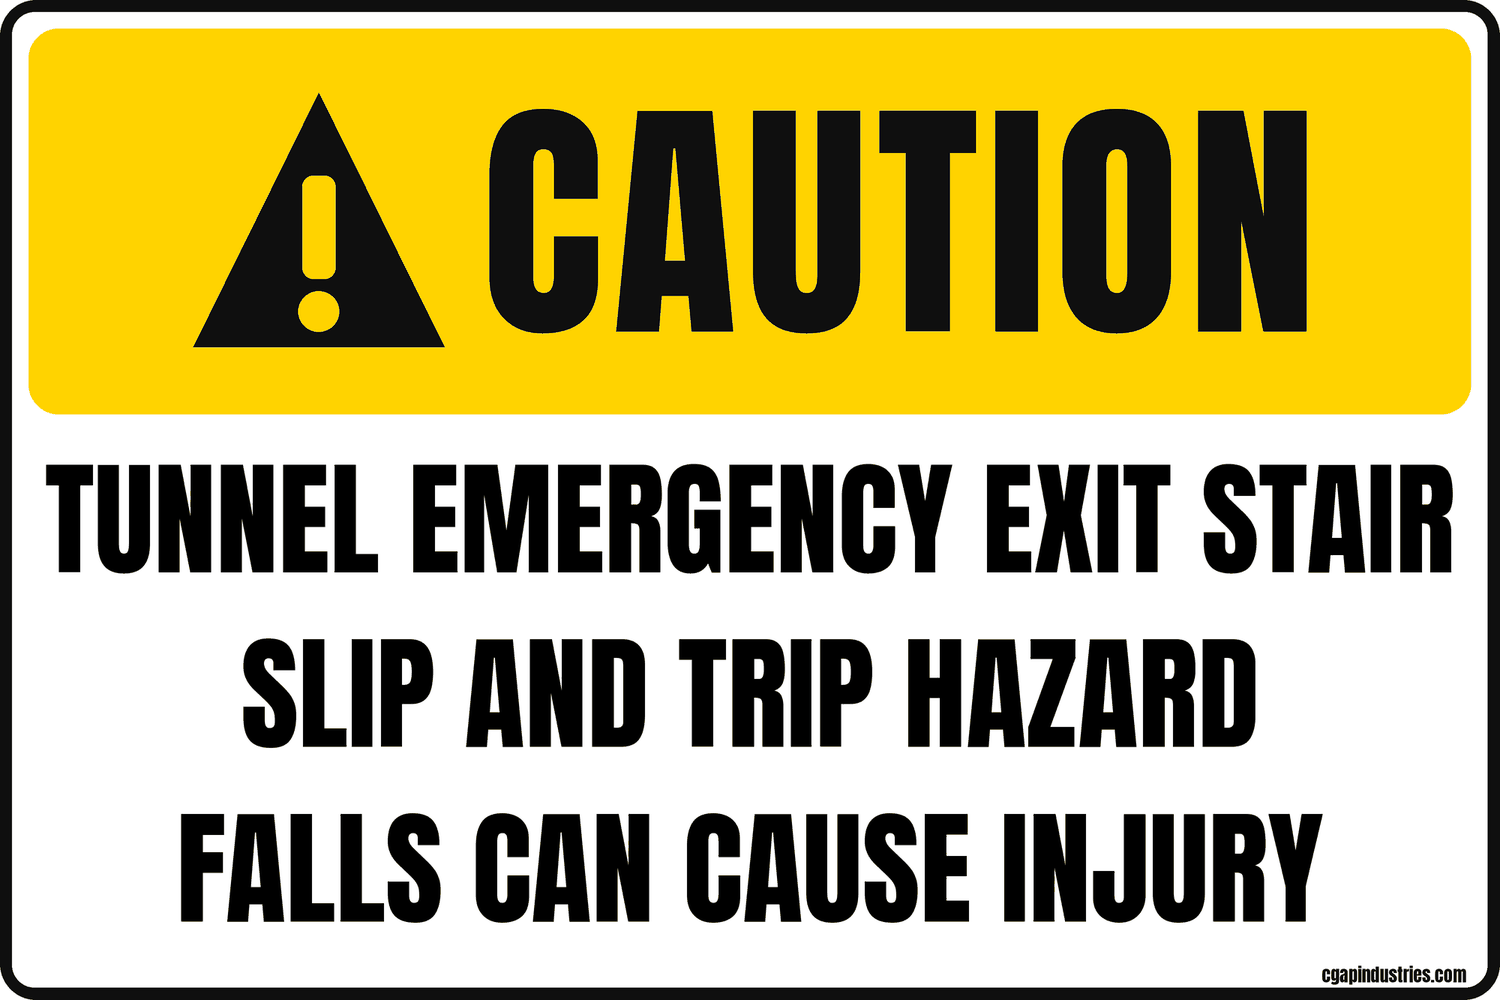 CAUTION
TUNNEL EMERGENCY EXIT STAIR
SLIP AND TRIP HAZARD
FALLS CAN CAUSE INJURY
cgapindustries.com